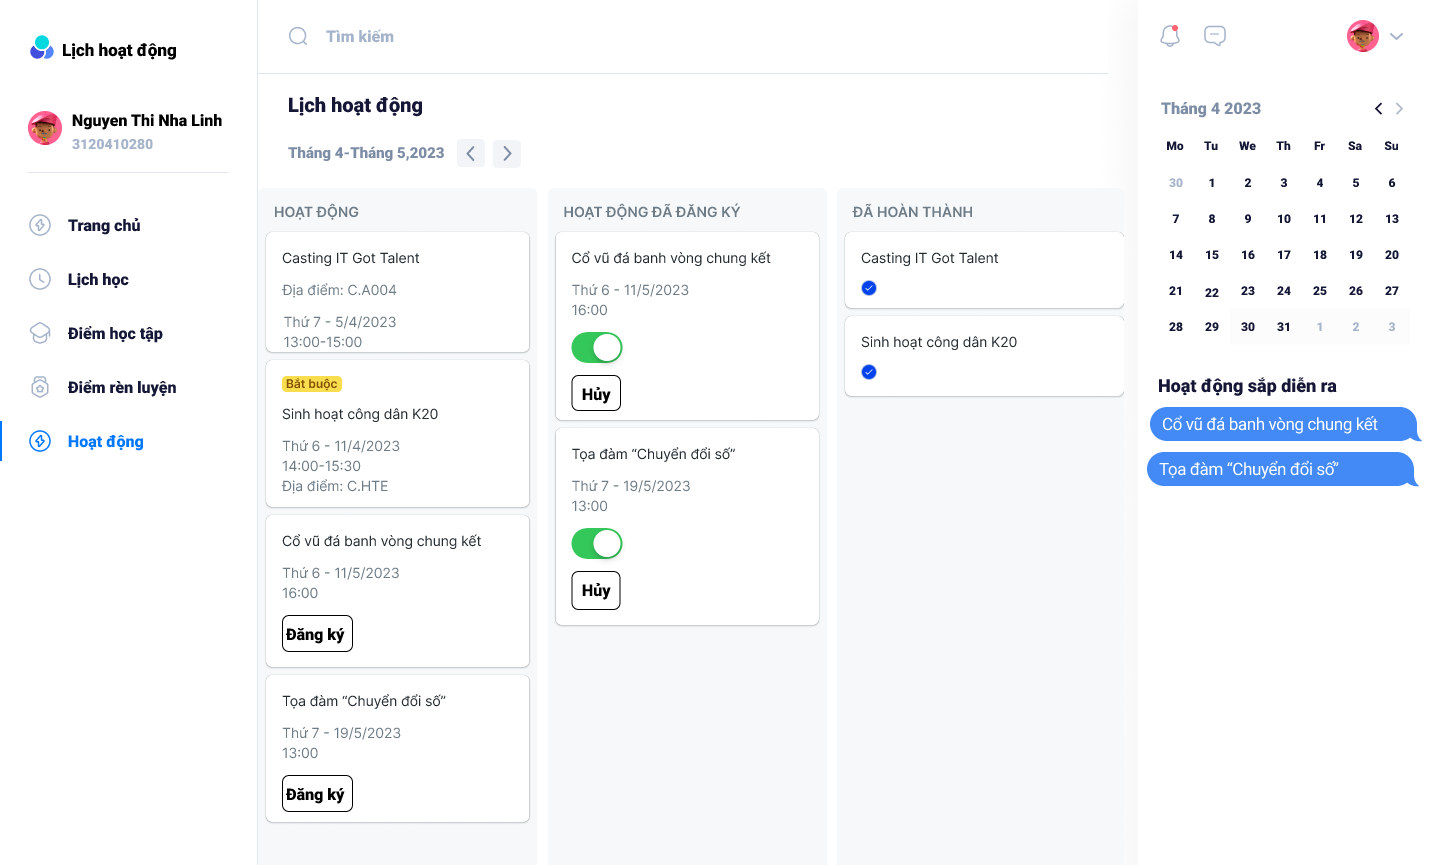 Lịch hoạt động
Nguyen Thi Nha Linh
3120410280
Trang chủ
Lịch học
Điểm học tập
Điểm rèn luyện
Hoạt động
Tìm kiếm
Lịch hoạt động
Tháng 4-Tháng 5,2023
HOẠT ĐỘNG
Casting IT Got Talent
Địa điểm: C.A004
Thứ 7 - 5/4/2023
13:00-15:00
Bắt buộc
Sinh hoạt công dân K20
Thứ 6 - 11/4/2023
14:00-15:30
Địa điểm: C.HTE
Cổ vũ đá banh vòng chung kết
Thứ 6 - 11/5/2023
16:00
Đăng ký
Tọa đàm “Chuyển đổi số”
Thứ 7 - 19/5/2023
13:00
Đăng ký
HOẠT ĐỘNG ĐÃ ĐĂNG KÝ
Cổ vũ đá banh vòng chung kết
Thứ 6 - 11/5/2023
16:00
Hủy
Tọa đàm “Chuyển đổi số”
Thứ 7 - 19/5/2023
13:00
Hủy
ĐÃ HOÀN THÀNH
Casting IT Got Talent
Sinh hoạt công dân K20
Tháng 4 2023
Mo Tu We Th Fr Sa Su
30 1 2 3 4 5 6
7 8 9 10 11 12 13
14 15 16 17 18 19 20
21 22 23 24 25 26 27
28 29 30 31 1 2 3
Hoạt động sắp diễn ra
Cổ vũ đá banh vòng chung kết
Tọa đàm “Chuyển đổi số”